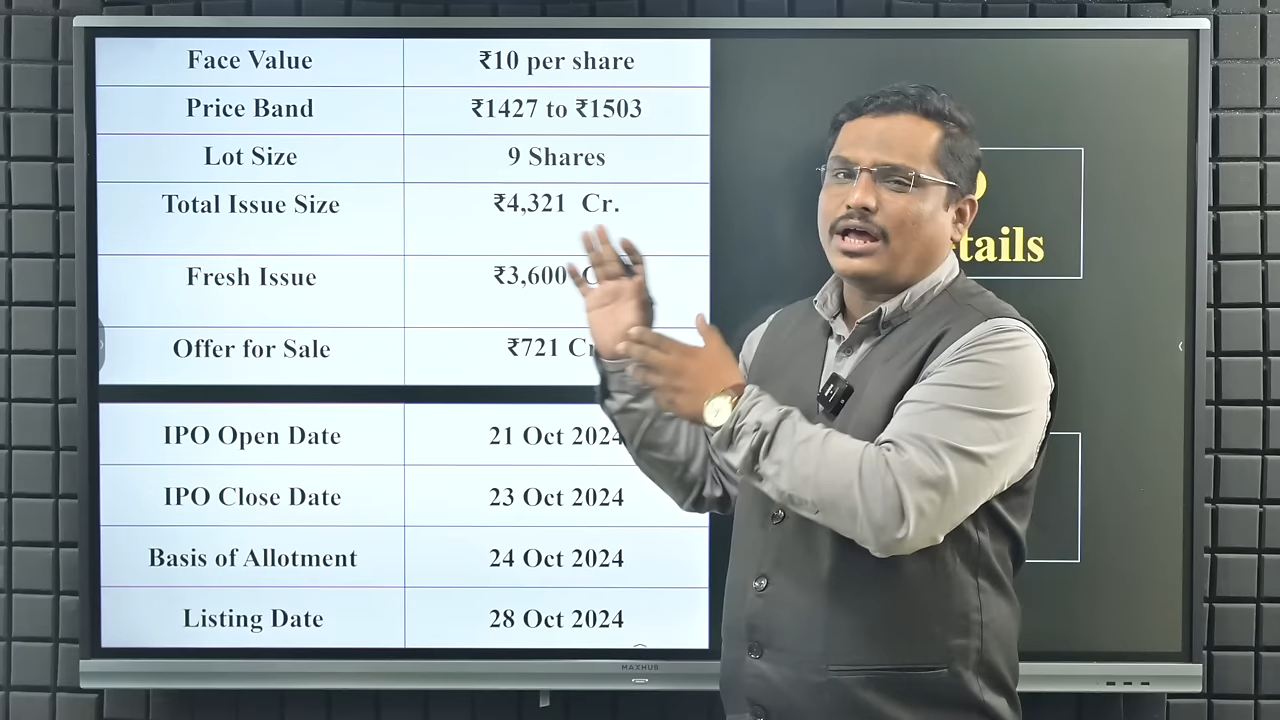 Face Value ₹10 per share
Price Band ₹1427 to ₹1503
Lot Size 9 Shares
Total Issue Size ₹4,321 Cr.
Fresh Issue ₹3,600
Offer for Sale ₹721 Cr
IPO Open Date 21 Oct 2024
IPO Close Date 23 Oct 2024
Basis of Allotment 24 Oct 2024
Listing Date 28 Oct 2024
tails
MAXHUB